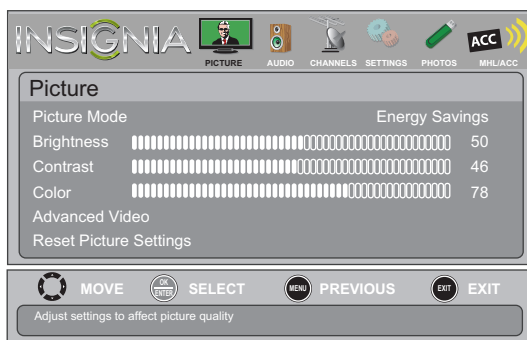 INSIGNIA
PICTURE AUDIO CHANNELS SETTINGS PHOTOS ACC MHL/ACC
Picture
Picture Mode Energy Savings
Brightness 50
Contrast 46
Color 78
Advanced Video
Reset Picture Settings
MOVE OK ENTER SELECT MENU PREVIOUS EXIT EXIT
Adjust settings to affect picture quality